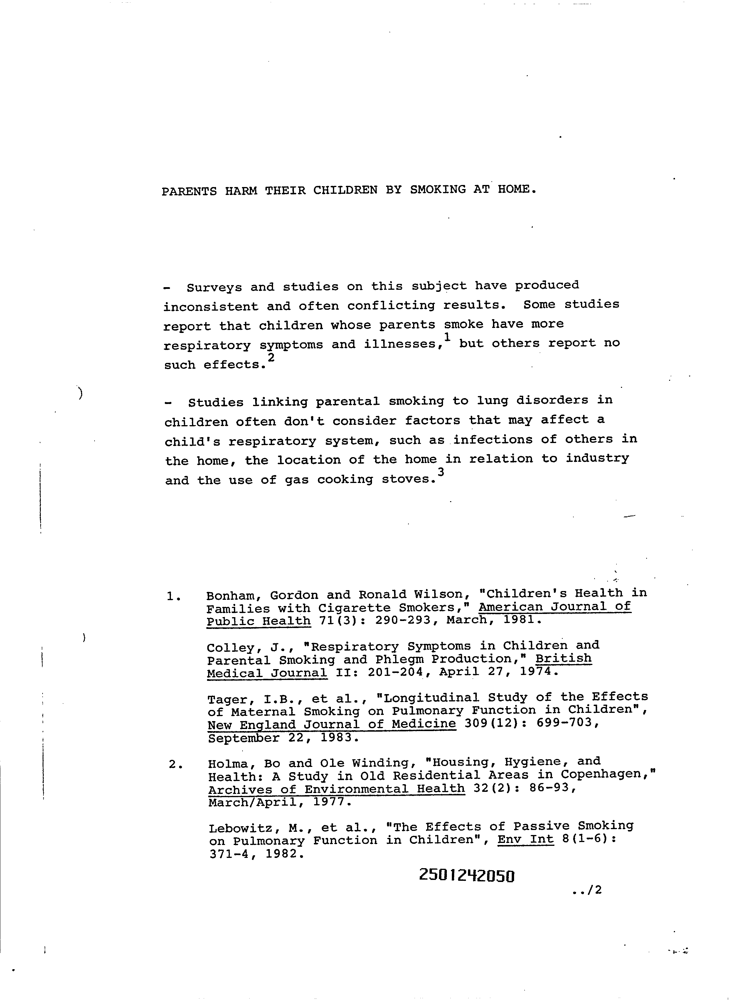 PARENTS HARM THEIR CHILDREN BY SMOKING AT HOME.
- Surveys and studies on this subject have produced
inconsistent and often conflicting results. Some studies
report that children whose parents smoke have more
respiratory symptoms and illnesses,1 but others report no
such effects.2
- Studies linking parental smoking to lung disorders in
children often don't consider factors that may affect a
child's respiratory system, such as infections of others in
the home, the location of the home in relation to industry
and the use of gas cooking stoves.3
1. Bonham, Gordon and Ronald Wilson, "Children's Health in
Families with Cigarette Smokers," American Journal of
Public Health 71(3): 290-293, March, 1981.
Colley, J., "Respiratory Symptoms in Children and
Parental Smoking and Phlegm Production," British
Medical Journal II: 201-204, April 27, 1974.
Tager, I.B., et al., "Longitudinal Study of the Effects
of Maternal Smoking on Pulmonary Function in Children",
New England Journal of Medicine 309(12): 699-703,
September 22, 1983.
2. Holma, Bo and Ole Winding, "Housing, Hygiene, and
Health: A Study in Old Residential Areas in Copenhagen,"
Archives of Environmental Health 32(2): 86-93,
March/April, 1977.
Lebowitz, M., et al., "The Effects of Passive Smoking
on Pulmonary Function in Children", Env Int 8(1-6):
371-4, 1982.
2501242050
../2